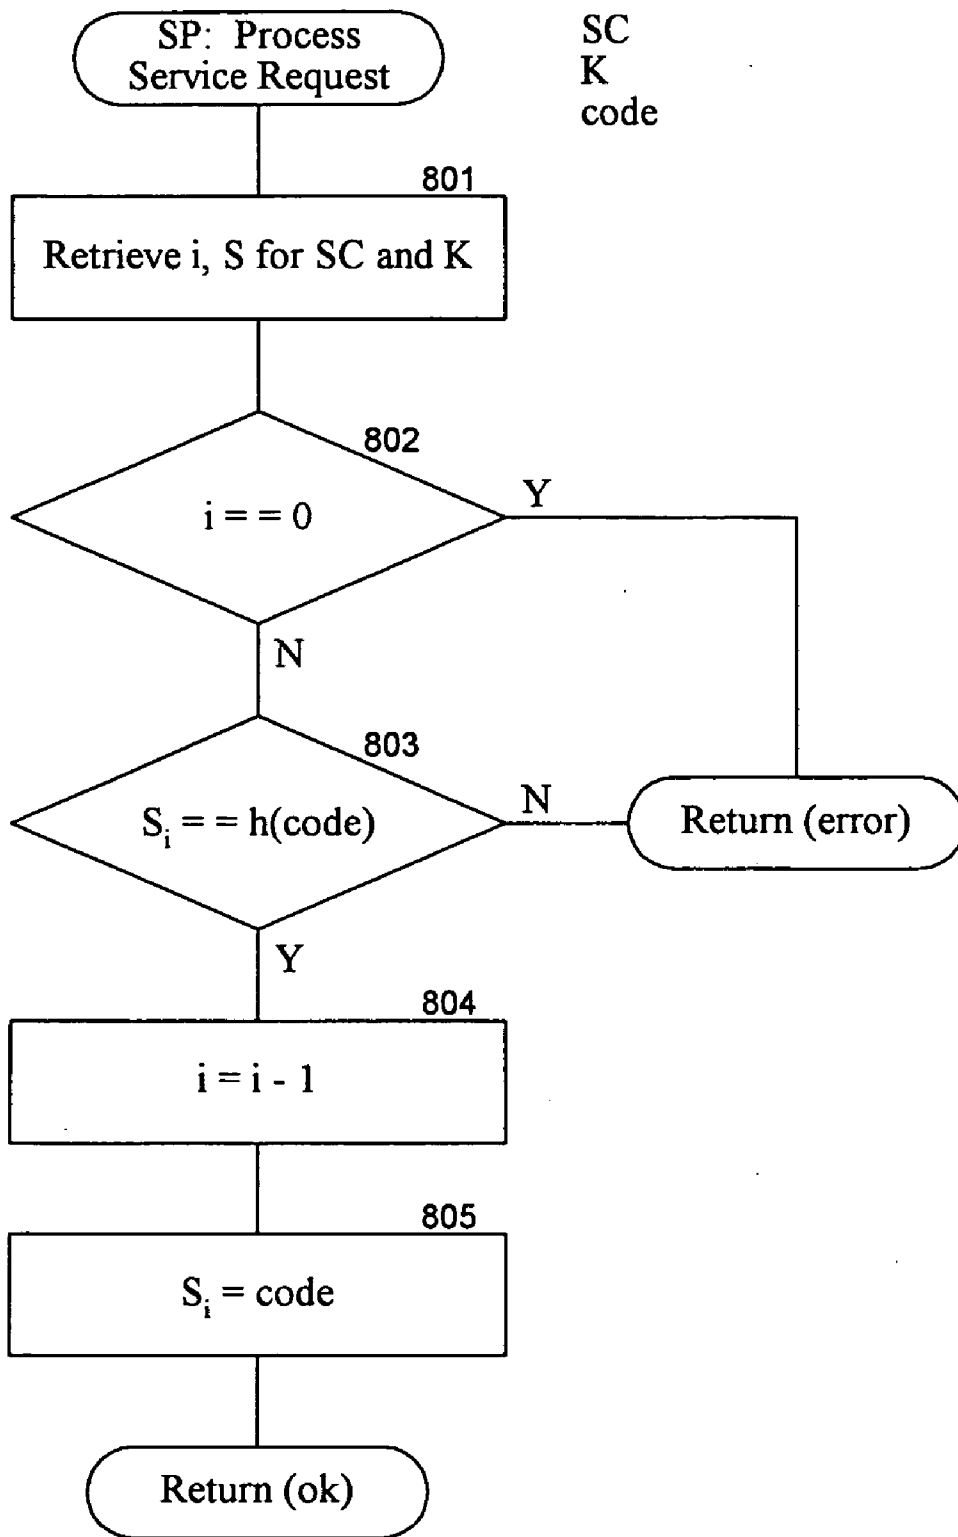 SP: Process
Service Request
SC
K
code
801
Retrieve i, S for SC and K
802
i = = 0
Y
N
803
S_i = = h(code)
N
Return (error)
Y
804
i = i - 1
805
S_i = code
Return (ok)